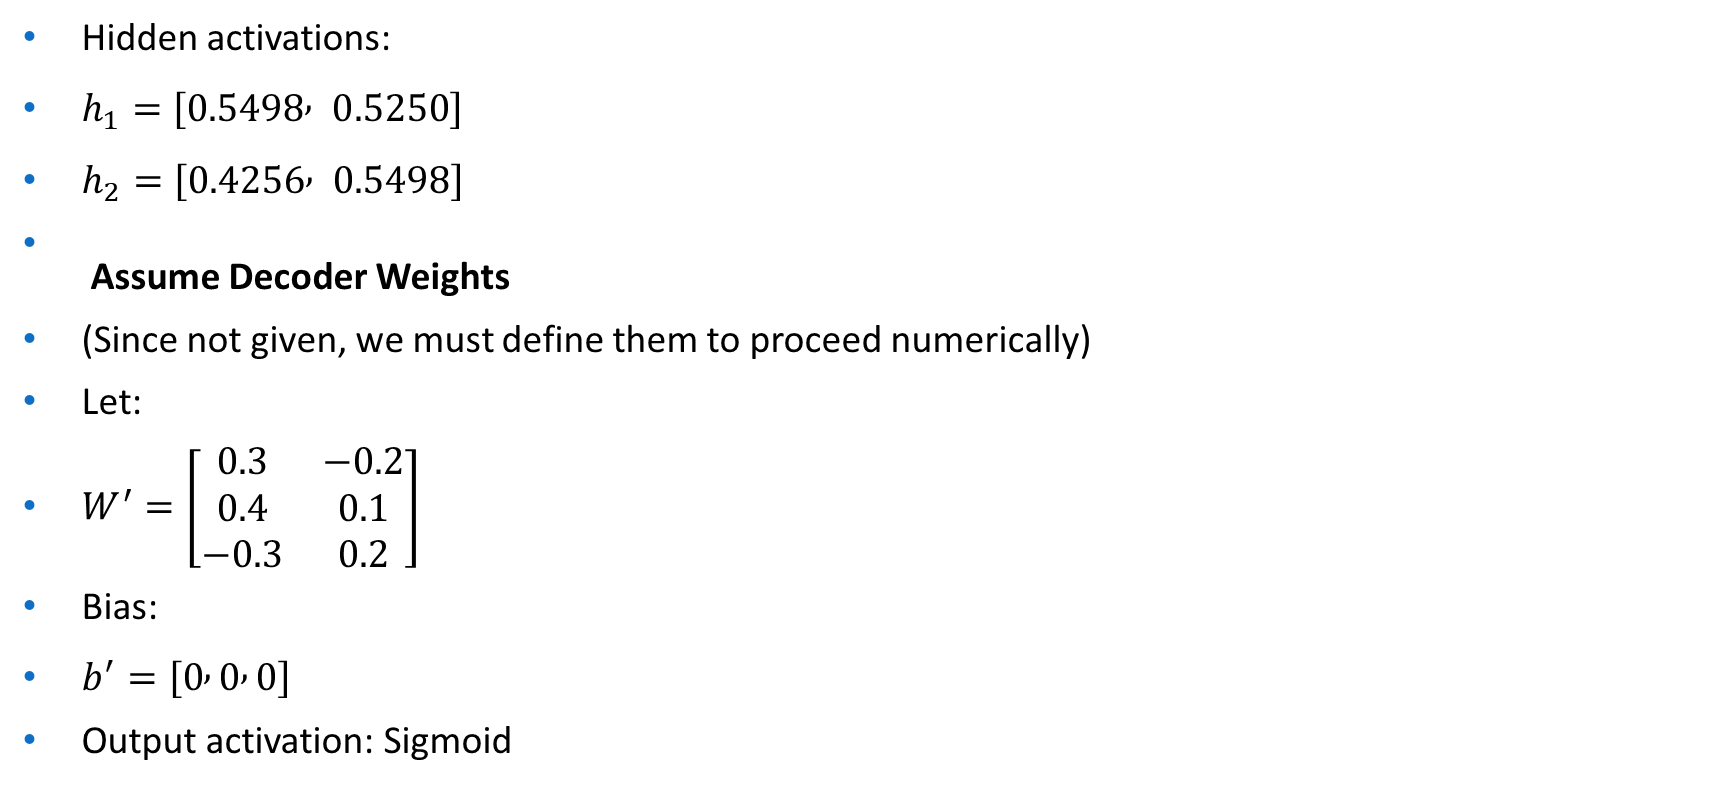 • Hidden activations:
• h₁ = [0.5498, 0.5250]
• h₂ = [0.4256, 0.5498]
•
Assume Decoder Weights
• (Since not given, we must define them to proceed numerically)
• Let:
• W′ = [0.3 −0.2
0.4 0.1
−0.3 0.2]
• Bias:
• b′ = [0, 0, 0]
• Output activation: Sigmoid